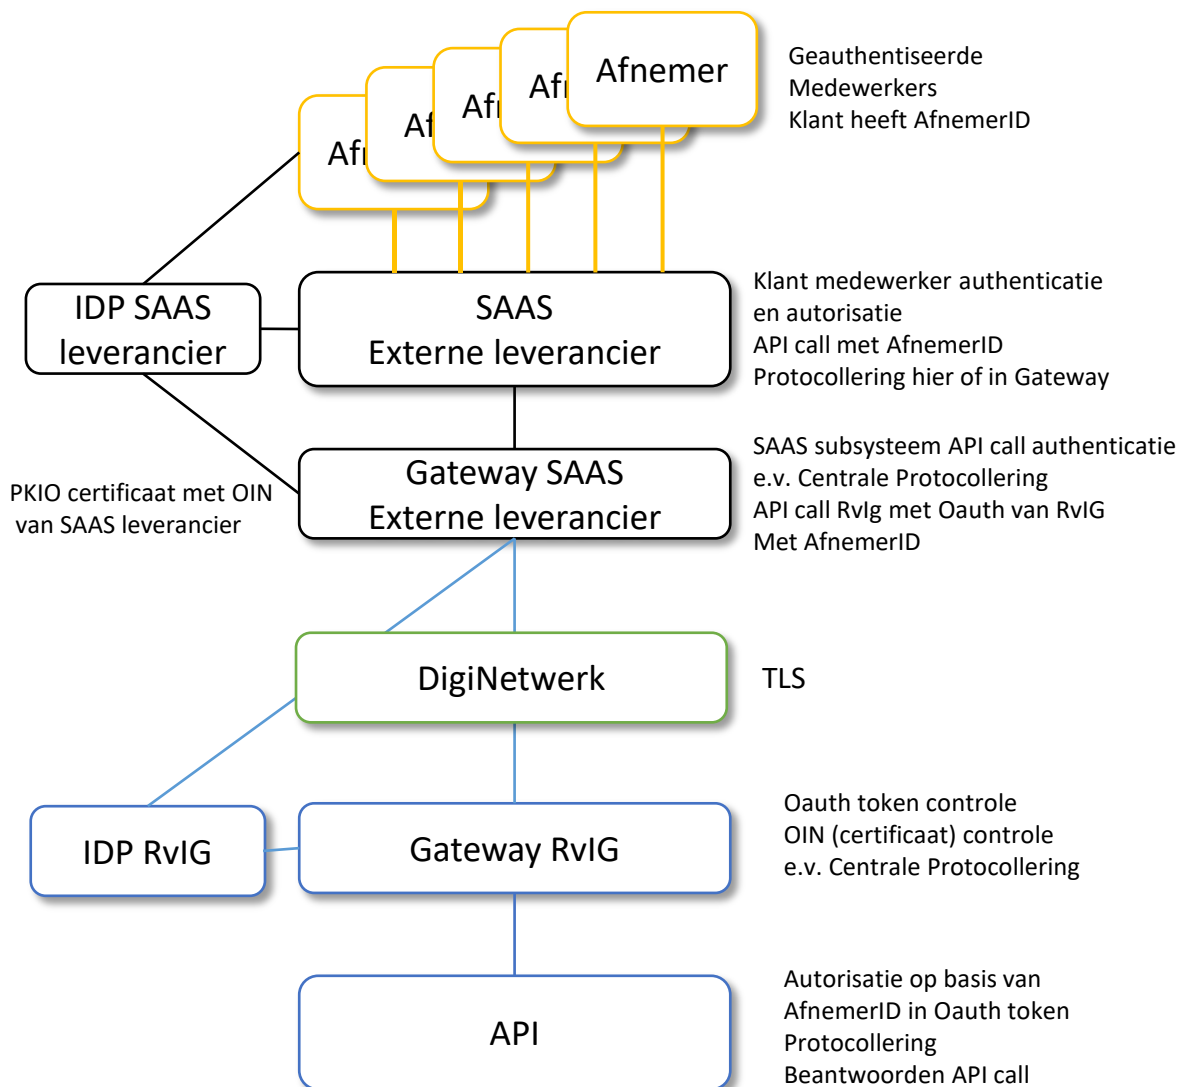 Afnemer
Afn
Afn
Af
Afn
Geauthentiseerde
Medewerkers
Klant heeft AfnemerID
IDP SAAS
leverancier
SAAS
Externe leverancier
Klant medewerker authenticatie
en autorisatie
API call met AfnemerID
Protocollering hier of in Gateway
PKIO certificaat met OIN
van SAAS leverancier
Gateway SAAS
Externe leverancier
SAAS subsysteem API call authenticatie
e.v. Centrale Protocollering
API call RvIg met Oauth van RvIG
Met AfnemerID
DigiNetwerk
TLS
IDP RvIG
Gateway RvIG
Oauth token controle
OIN (certificaat) controle
e.v. Centrale Protocollering
API
Autorisatie op basis van
AfnemerID in Oauth token
Protocollering
Beantwoorden API call